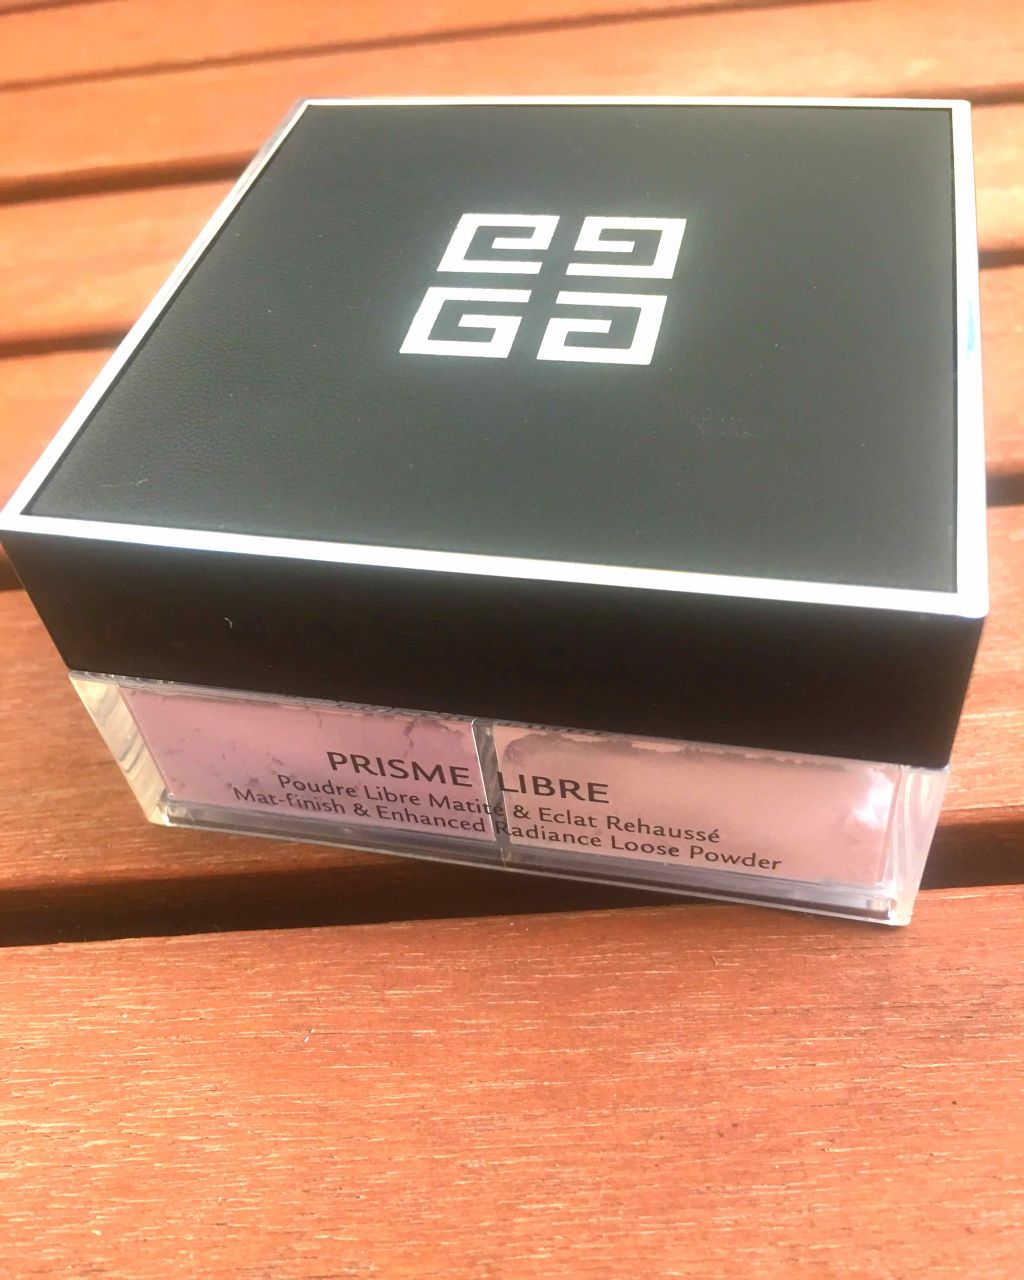 PRISME LIBRE
Poudre Libre Matité & Eclat Rehaussé
Mat-finish & Enhanced Radiance Loose Powder